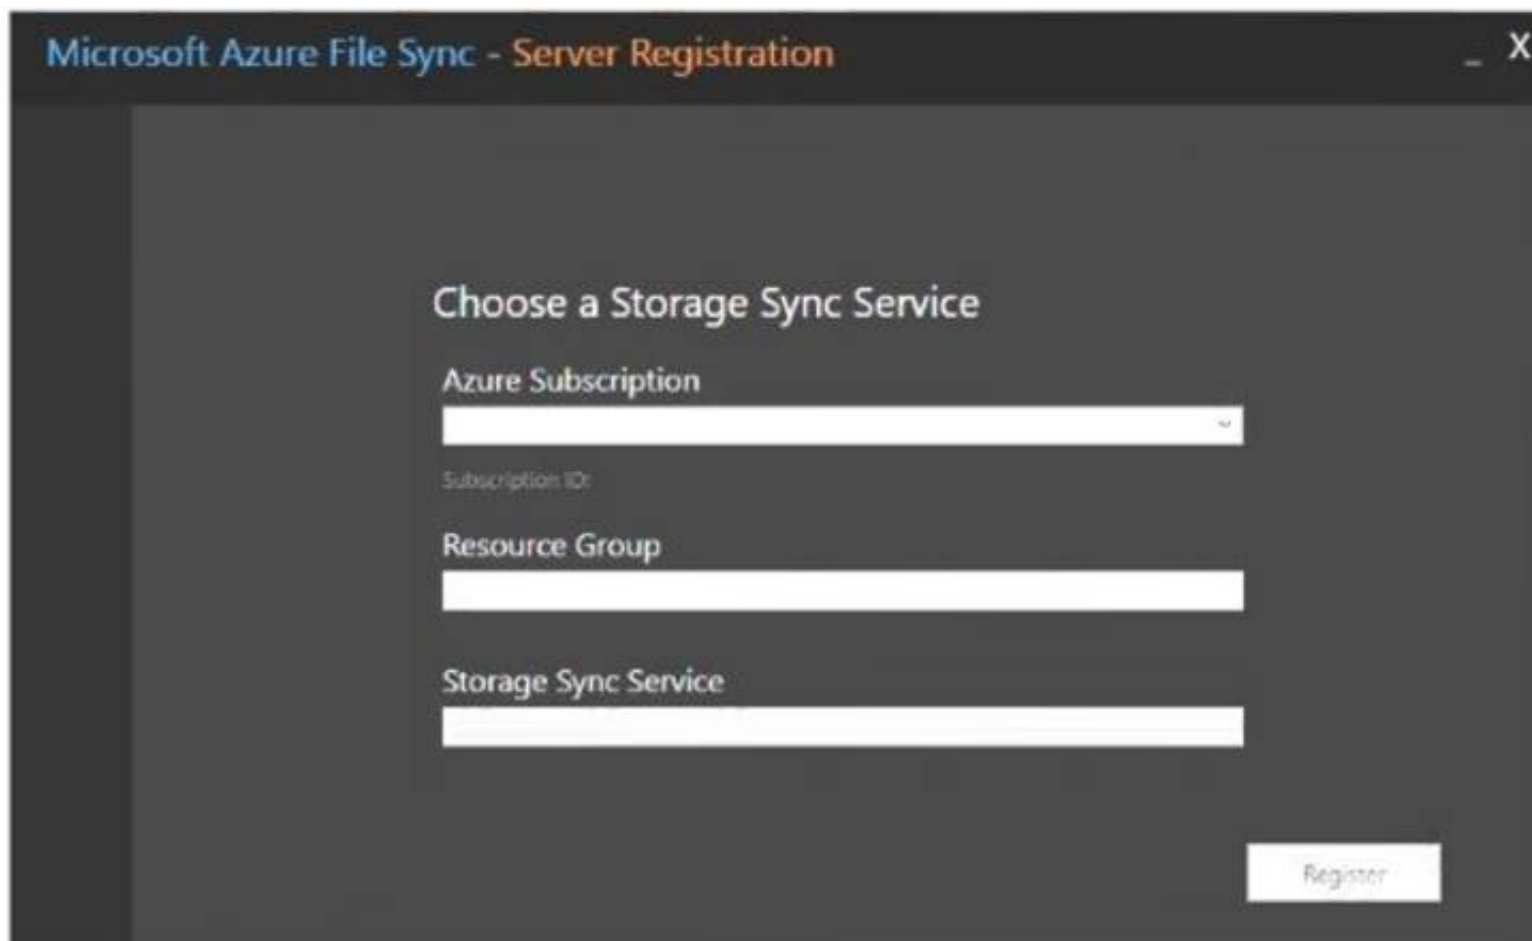 Microsoft Azure File Sync - Server Registration
_ X
Choose a Storage Sync Service
Azure Subscription
Subscription ID:
Resource Group
Storage Sync Service
Register